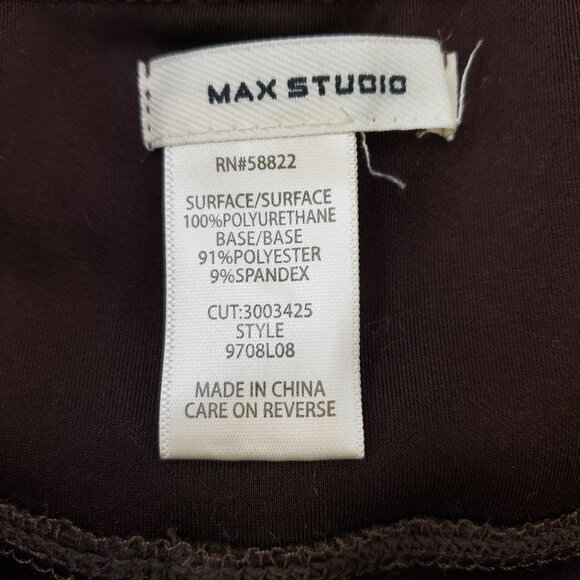 MAX STUDIO
RN#58822
SURFACE/SURFACE
100%POLYURETHANE
BASE/BASE
91%POLYESTER
9%SPANDEX
CUT:3003425
STYLE
9708L08
MADE IN CHINA
CARE ON REVERSE